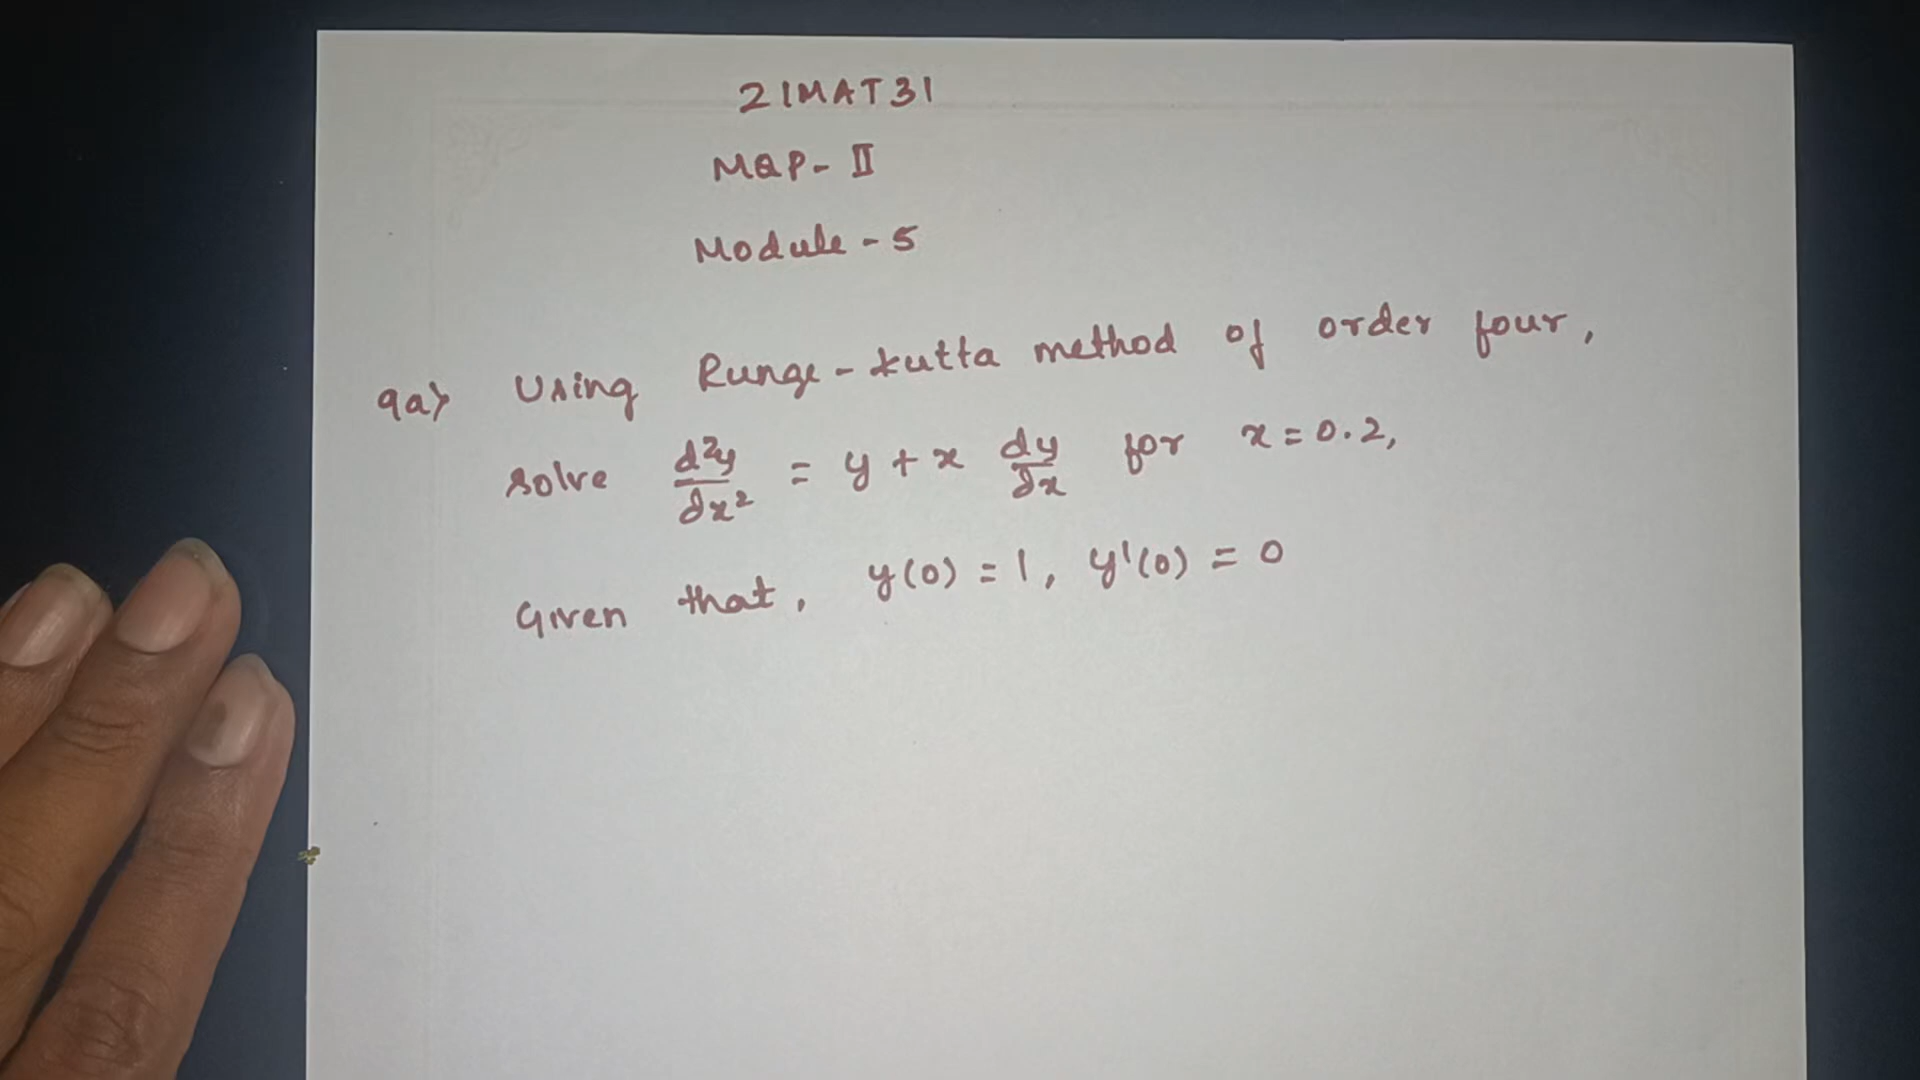 21MAT31
MQP- II
Module - 5
9a) Using Runge - kutta method of order four,
solve d²y/dx² = y + x dy/dx for x = 0.2,
Given that, y(0) = 1, y'(0) = 0